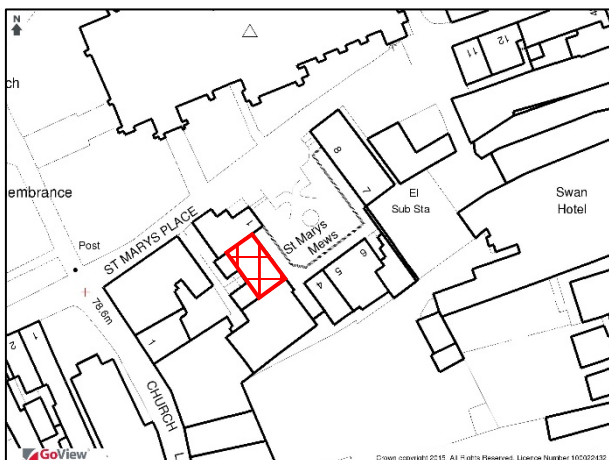 N
ch
12
11
8
7
embrance
El
Sub Sta
Swan
Hotel
ST MARYS PLACE
1
St Marys
Mews
Post
6
5
4
78.6m
1
1
2
CHURCH L
GoView
Crown copyright 2015. All Rights Reserved. Licence Number 100022432